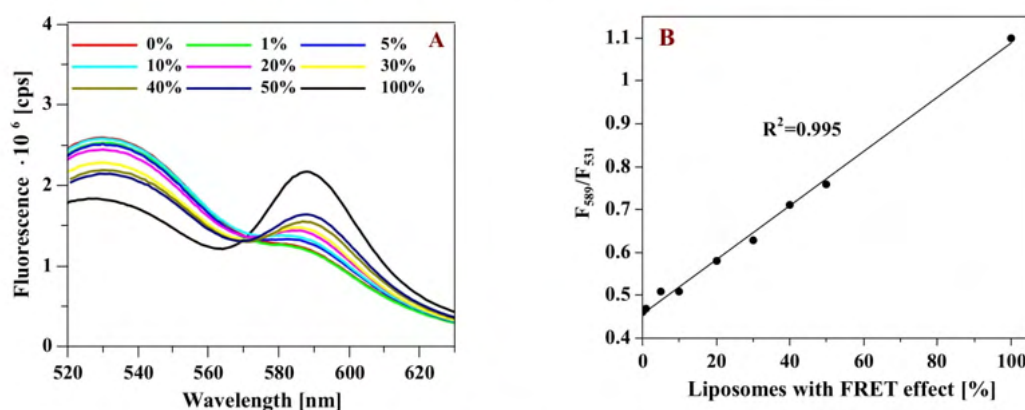 A
0% 1% 5%
10% 20% 30%
40% 50% 100%
Fluorescence · 10⁶ [cps]
4
3
2
1
0
520 540 560 580 600 620
Wavelength [nm]
B
R²=0.995
F₅₈₉/F₅₃₁
1.1
1
0.9
0.8
0.7
0.6
0.5
0.4
0 20 40 60 80 100
Liposomes with FRET effect [%]